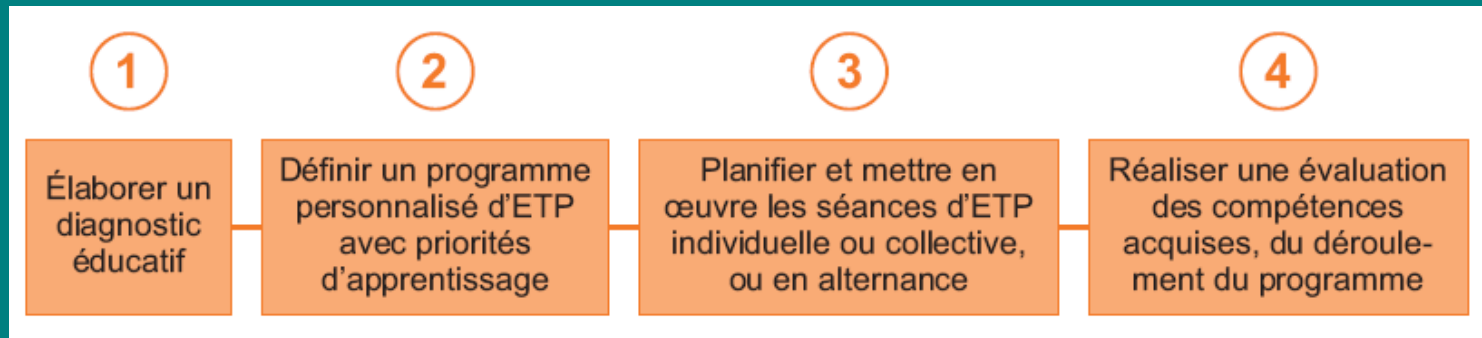 1
2
3
4
Élaborer un
diagnostic
éducatif
Définir un programme
personnalisé d’ETP
avec priorités
d’apprentissage
Planifier et mettre en
œuvre les séances d’ETP
individuelle ou collective,
ou en alternance
Réaliser une évaluation
des compétences
acquises, du déroule-
ment du programme